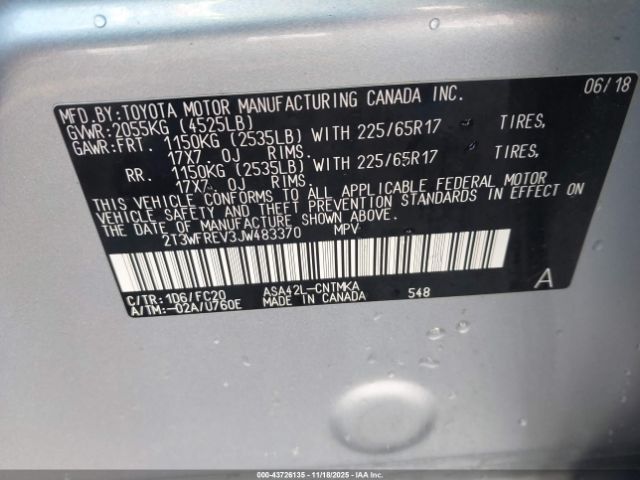 MFD.BY:TOYOTA MOTOR MANUFACTURING CANADA INC. 06/18
GVWR:2055KG (4525LB)
GAWR:FRT. 1150KG (2535LB) WITH 225/65R17 TIRES,
17X7. 0J RIMS.
RR. 1150KG (2535LB) WITH 225/65R17 TIRES,
17X7. 0J RIMS.
THIS VEHICLE CONFORMS TO ALL APPLICABLE FEDERAL MOTOR
VEHICLE SAFETY AND THEFT PREVENTION STANDARDS IN EFFECT ON
THE DATE OF MANUFACTURE SHOWN ABOVE.
2T3WFREV3JW483370 MPV
C/TR:1D6/FC20 ASA42L-CNTMKA 548 A
A/TM:-02A/U760E MADE IN CANADA
000-43726135 - 11/18/2025 - IAAI.com